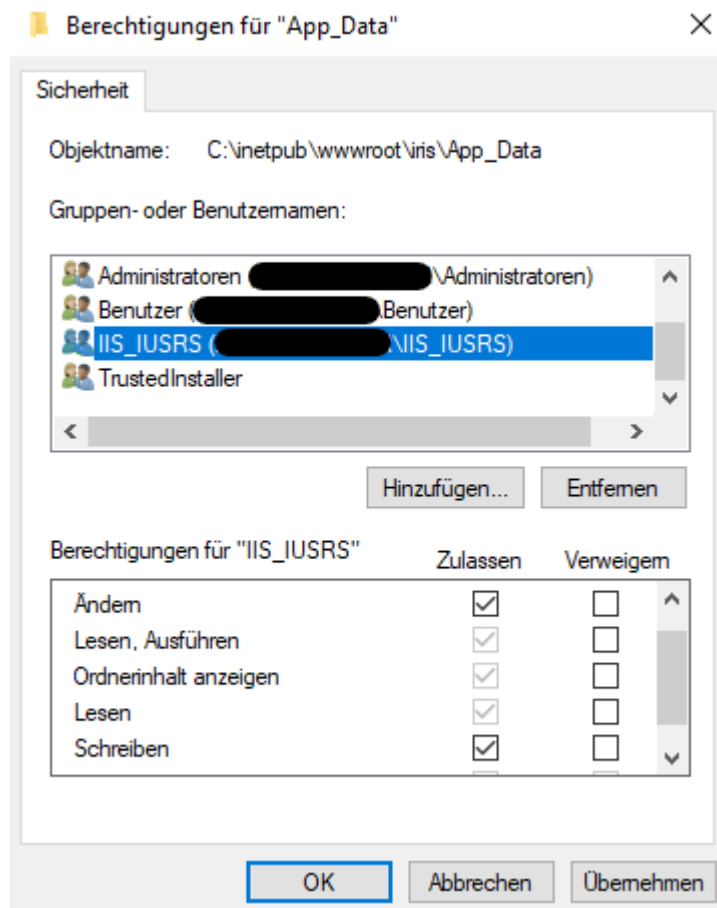 Berechtigungen für "App_Data"
Sicherheit
Objektname: C:\inetpub\wwwroot\iris\App_Data
Gruppen- oder Benutzernamen:
Administratoren \Administratoren)
Benutzer ( Benutzer)
IIS_IUSRS ( \IIS_IUSRS)
TrustedInstaller
Hinzufügen... Entfernen
Berechtigungen für "IIS_IUSRS" Zulassen Verweigern
Ändern
Lesen, Ausführen
Ordnerinhalt anzeigen
Lesen
Schreiben
OK Abbrechen Übernehmen